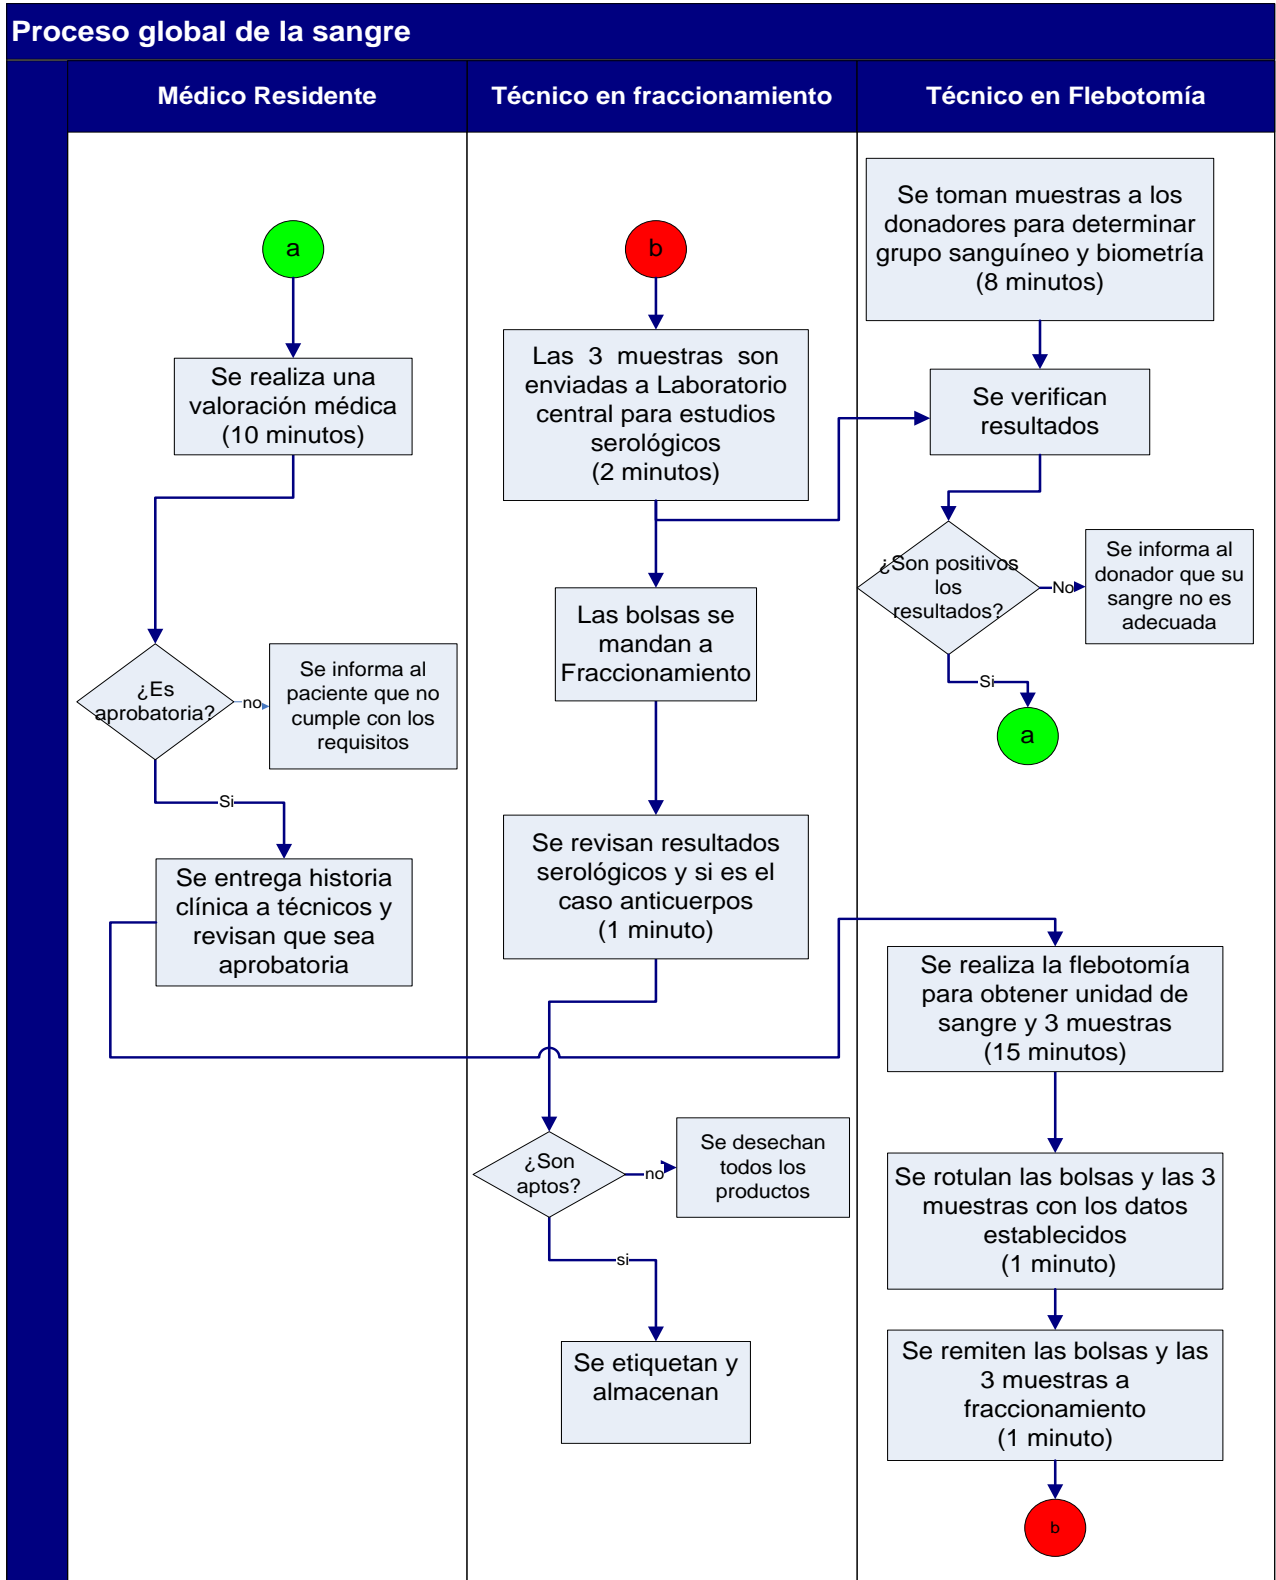 Proceso global de la sangre
Médico Residente
Técnico en fraccionamiento
Técnico en Flebotomía
a
Se realiza una
valoración médica
(10 minutos)
¿Es
aprobatoria?
no
Se informa al
paciente que no
cumple con los
requisitos
Si
Se entrega historia
clínica a técnicos y
revisan que sea
aprobatoria
b
Las 3 muestras son
enviadas a Laboratorio
central para estudios
serológicos
(2 minutos)
Las bolsas se
mandan a
Fraccionamiento
Se revisan resultados
serológicos y si es el
caso anticuerpos
(1 minuto)
¿Son
aptos?
no
Se desechan
todos los
productos
si
Se etiquetan y
almacenan
Se toman muestras a los
donadores para determinar
grupo sanguíneo y biometría
(8 minutos)
Se verifican
resultados
¿Son positivos
los
resultados?
No
Se informa al
donador que su
sangre no es
adecuada
Si
a
Se realiza la flebotomía
para obtener unidad de
sangre y 3 muestras
(15 minutos)
Se rotulan las bolsas y las 3
muestras con los datos
establecidos
(1 minuto)
Se remiten las bolsas y las
3 muestras a
fraccionamiento
(1 minuto)
b